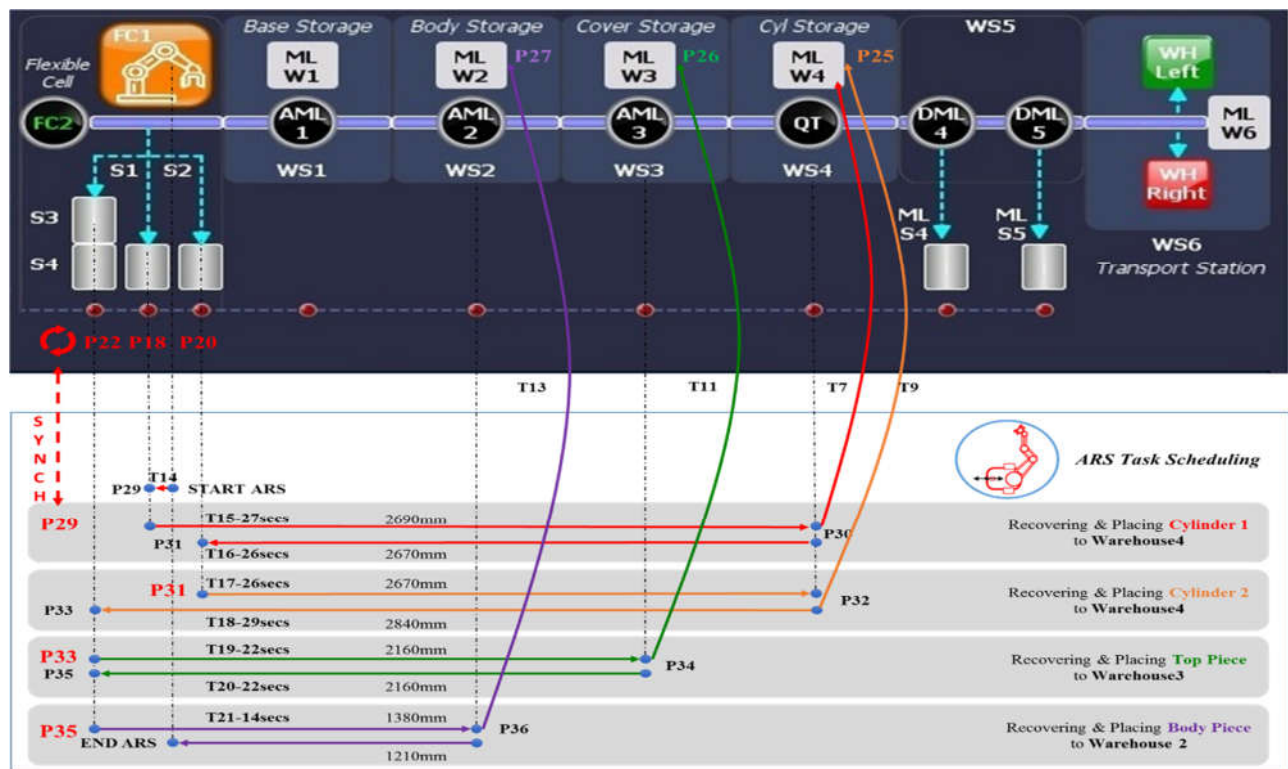 FC1
Flexible
Cell
FC2
Base Storage
ML
W1
AML
1
WS1
Body Storage
ML
W2
P27
AML
2
WS2
Cover Storage
ML
W3
P26
AML
3
WS3
Cyl Storage
ML
W4
P25
QT
WS4
WS5
DML
4
DML
5
WH
Left
ML
W6
WH
Right
WS6
Transport Station
S1
S2
S3
S4
ML
S4
ML
S5
P22 P18 P20
T13
T11
T7
T9
S
Y
N
C
H
ARS Task Scheduling
T14
P29
START ARS
P29
T15-27secs
2690mm
P30
P31
T16-26secs
2670mm
Recovering & Placing Cylinder 1
to Warehouse4
P31
T17-26secs
2670mm
P32
P33
T18-29secs
2840mm
Recovering & Placing Cylinder 2
to Warehouse4
P33
T19-22secs
2160mm
P34
P35
T20-22secs
2160mm
Recovering & Placing Top Piece
to Warehouse3
P35
T21-14secs
1380mm
P36
END ARS
1210mm
Recovering & Placing Body Piece
to Warehouse 2